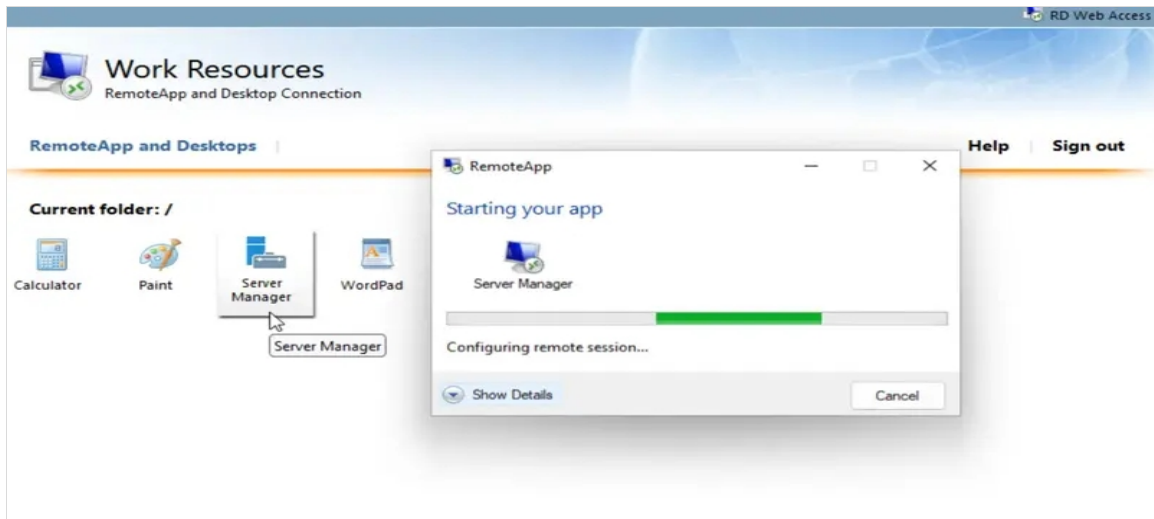 RD Web Access
Work Resources
RemoteApp and Desktop Connection
RemoteApp and Desktops
Help
Sign out
Current folder: /
Calculator
Paint
Server
Manager
WordPad
Server Manager
RemoteApp
Starting your app
Server Manager
Configuring remote session...
Show Details
Cancel